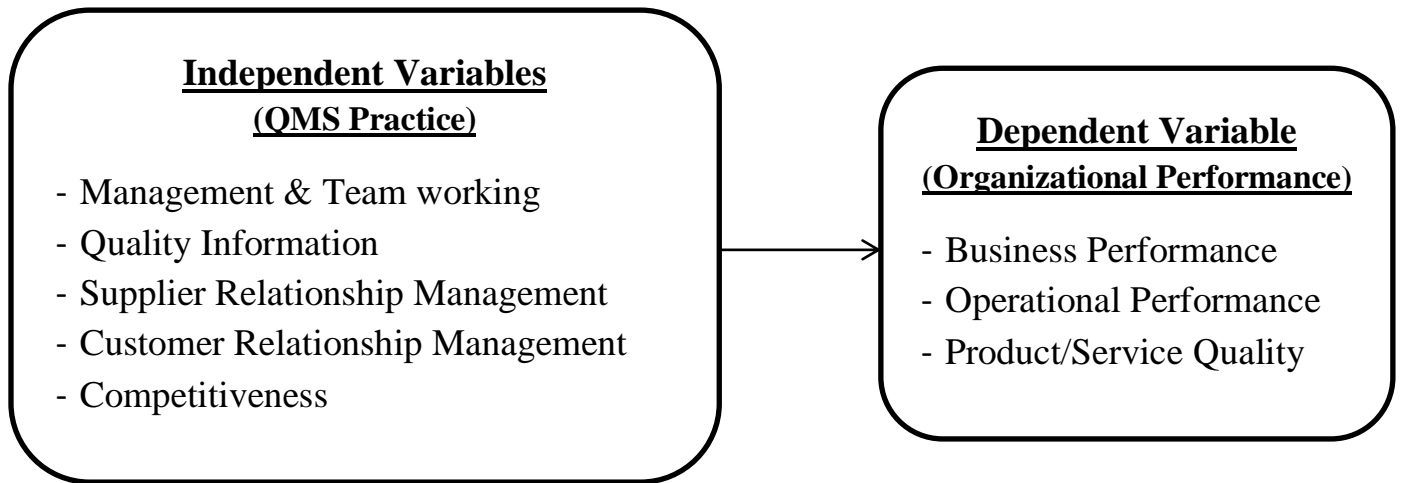 Independent Variables
(QMS Practice)
- Management & Team working
- Quality Information
- Supplier Relationship Management
- Customer Relationship Management
- Competitiveness
Dependent Variable
(Organizational Performance)
- Business Performance
- Operational Performance
- Product/Service Quality